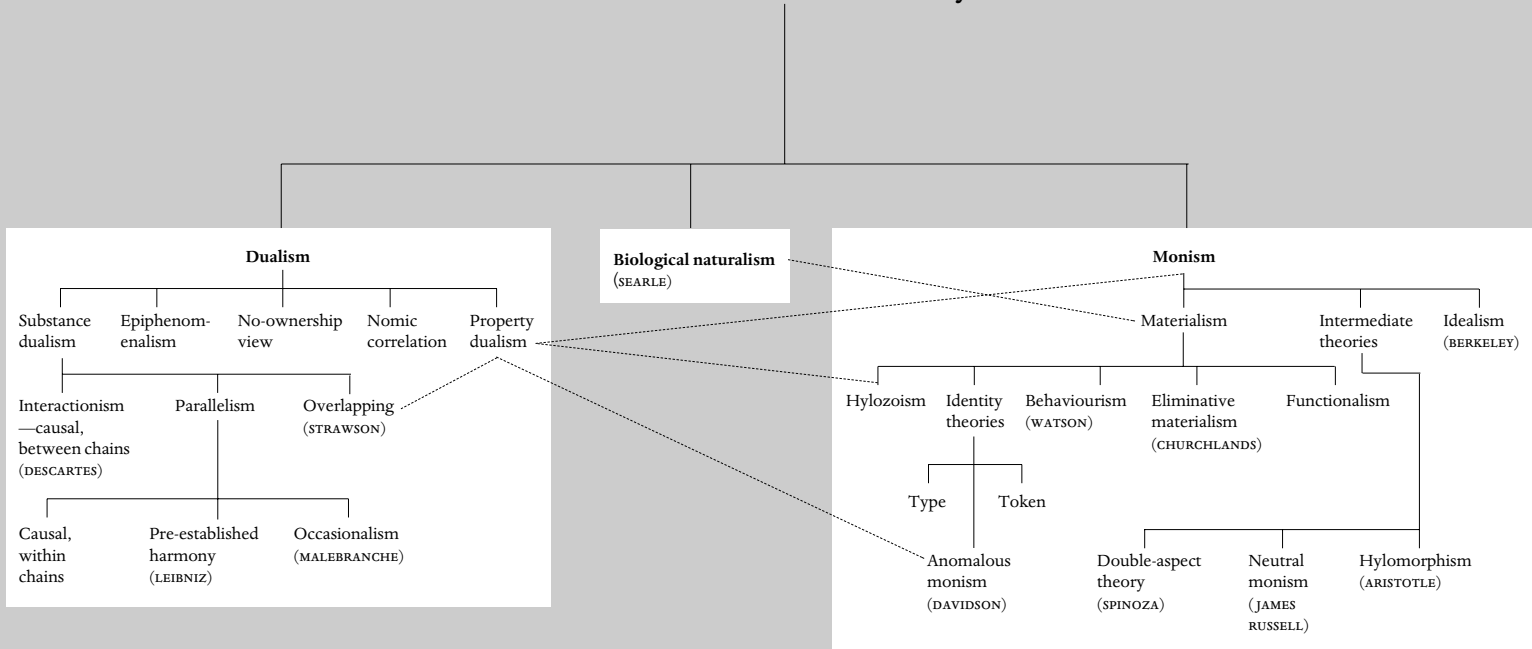 Dualism
Substance
dualism
Epiphenom-
enalism
No-ownership
view
Nomic
correlation
Property
dualism
Interactionism
—causal,
between chains
(DESCARTES)
Parallelism
Overlapping
(STRAWSON)
Causal,
within
chains
Pre-established
harmony
(LEIBNIZ)
Occasionalism
(MALEBRANCHE)
Biological naturalism
(SEARLE)
Monism
Materialism
Intermediate
theories
Idealism
(BERKELEY)
Hylozoism
Identity
theories
Behaviourism
(WATSON)
Eliminative
materialism
(CHURCHLANDS)
Functionalism
Type
Token
Anomalous
monism
(DAVIDSON)
Double-aspect
theory
(SPINOZA)
Neutral
monism
(JAMES
RUSSELL)
Hylomorphism
(ARISTOTLE)